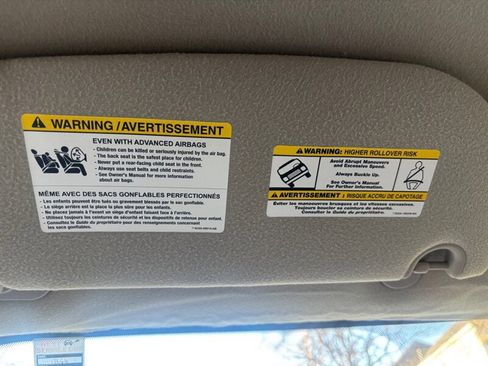 WARNING / AVERTISSEMENT
EVEN WITH ADVANCED AIRBAGS
- Children can be killed or seriously injured by the air bag.
- The back seat is the safest place for children.
- Never put a rear-facing child seat in the front.
- Always use seat belts and child restraints.
- See Owner's Manual for more information
about air bags.
MÊME AVEC DES SACS GONFLABLES PERFECTIONNÉS
- Les enfants peuvent être tués ou grevement blessés par le sac gonflable.
- La siège arrière est la place la plus sûre pour les enfants.
- Ne placez jamais à l'avant un siège d'enfant faisant face à l'arrière.
- Utilisez toujours les ceintures de sécurité et les dispositifs de retenue pour enfant.
- Consultez le Guide du propriétaire pour des renseignements concernant
les sacs gonflables.
WARNING: HIGHER ROLLOVER RISK
Avoid Abrupt Maneuvers
and Excessive Speed.
Always Buckle Up.
See Owner's Manual
For Further Information.
AVERTISSEMENT : RISQUE ACCRU DE CAPOTAGE
Éviter les manoeuvres brusques et les vitesses excessives.
Toujours boucler sa ceinture de sécurité.
Consultez le Guide du propriétaire.